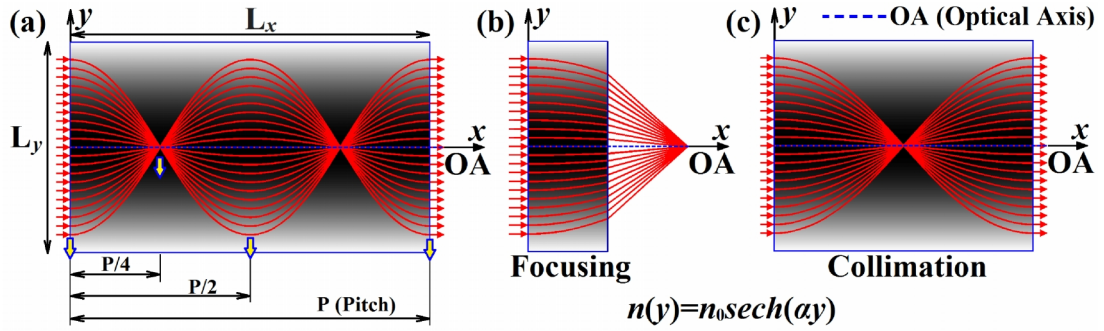 (a)
y
Lx
Ly
x
OA
P/4
P/2
P (Pitch)
(b)
y
x
OA
Focusing
(c)
y
OA (Optical Axis)
x
OA
Collimation
n(y)=n₀sech(αy)